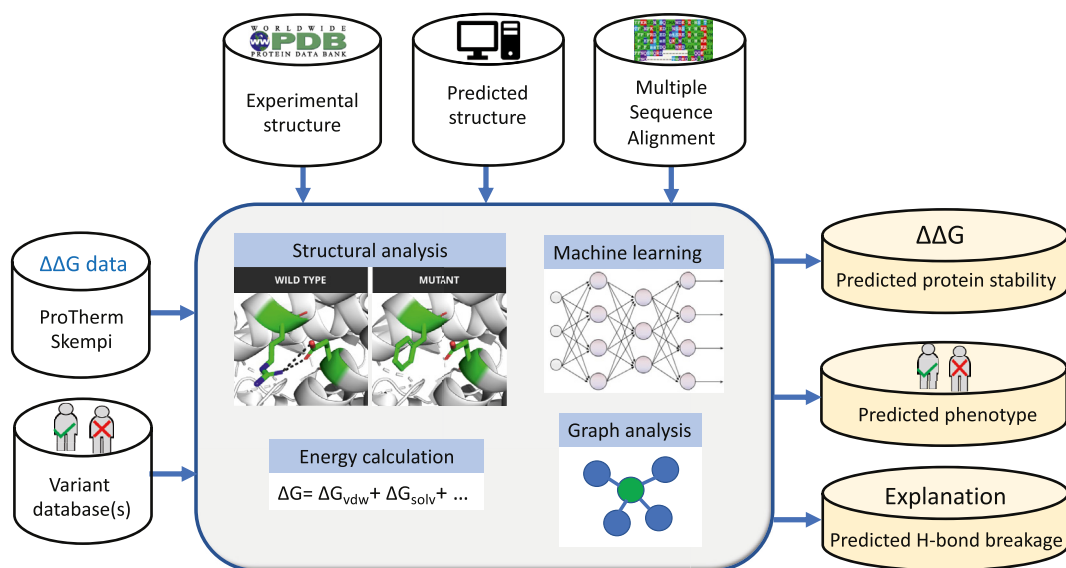 WORLDWIDE
ww PDB
PROTEIN DATA BANK
Experimental
structure
Predicted
structure
Multiple
Sequence
Alignment
ΔΔG data
ProTherm
Skempi
Variant
database(s)
Structural analysis
WILD TYPE
MUTANT
Machine learning
Energy calculation
ΔG= ΔGvdw+ ΔGsolv+ ...
Graph analysis
ΔΔG
Predicted protein stability
Predicted phenotype
Explanation
Predicted H-bond breakage